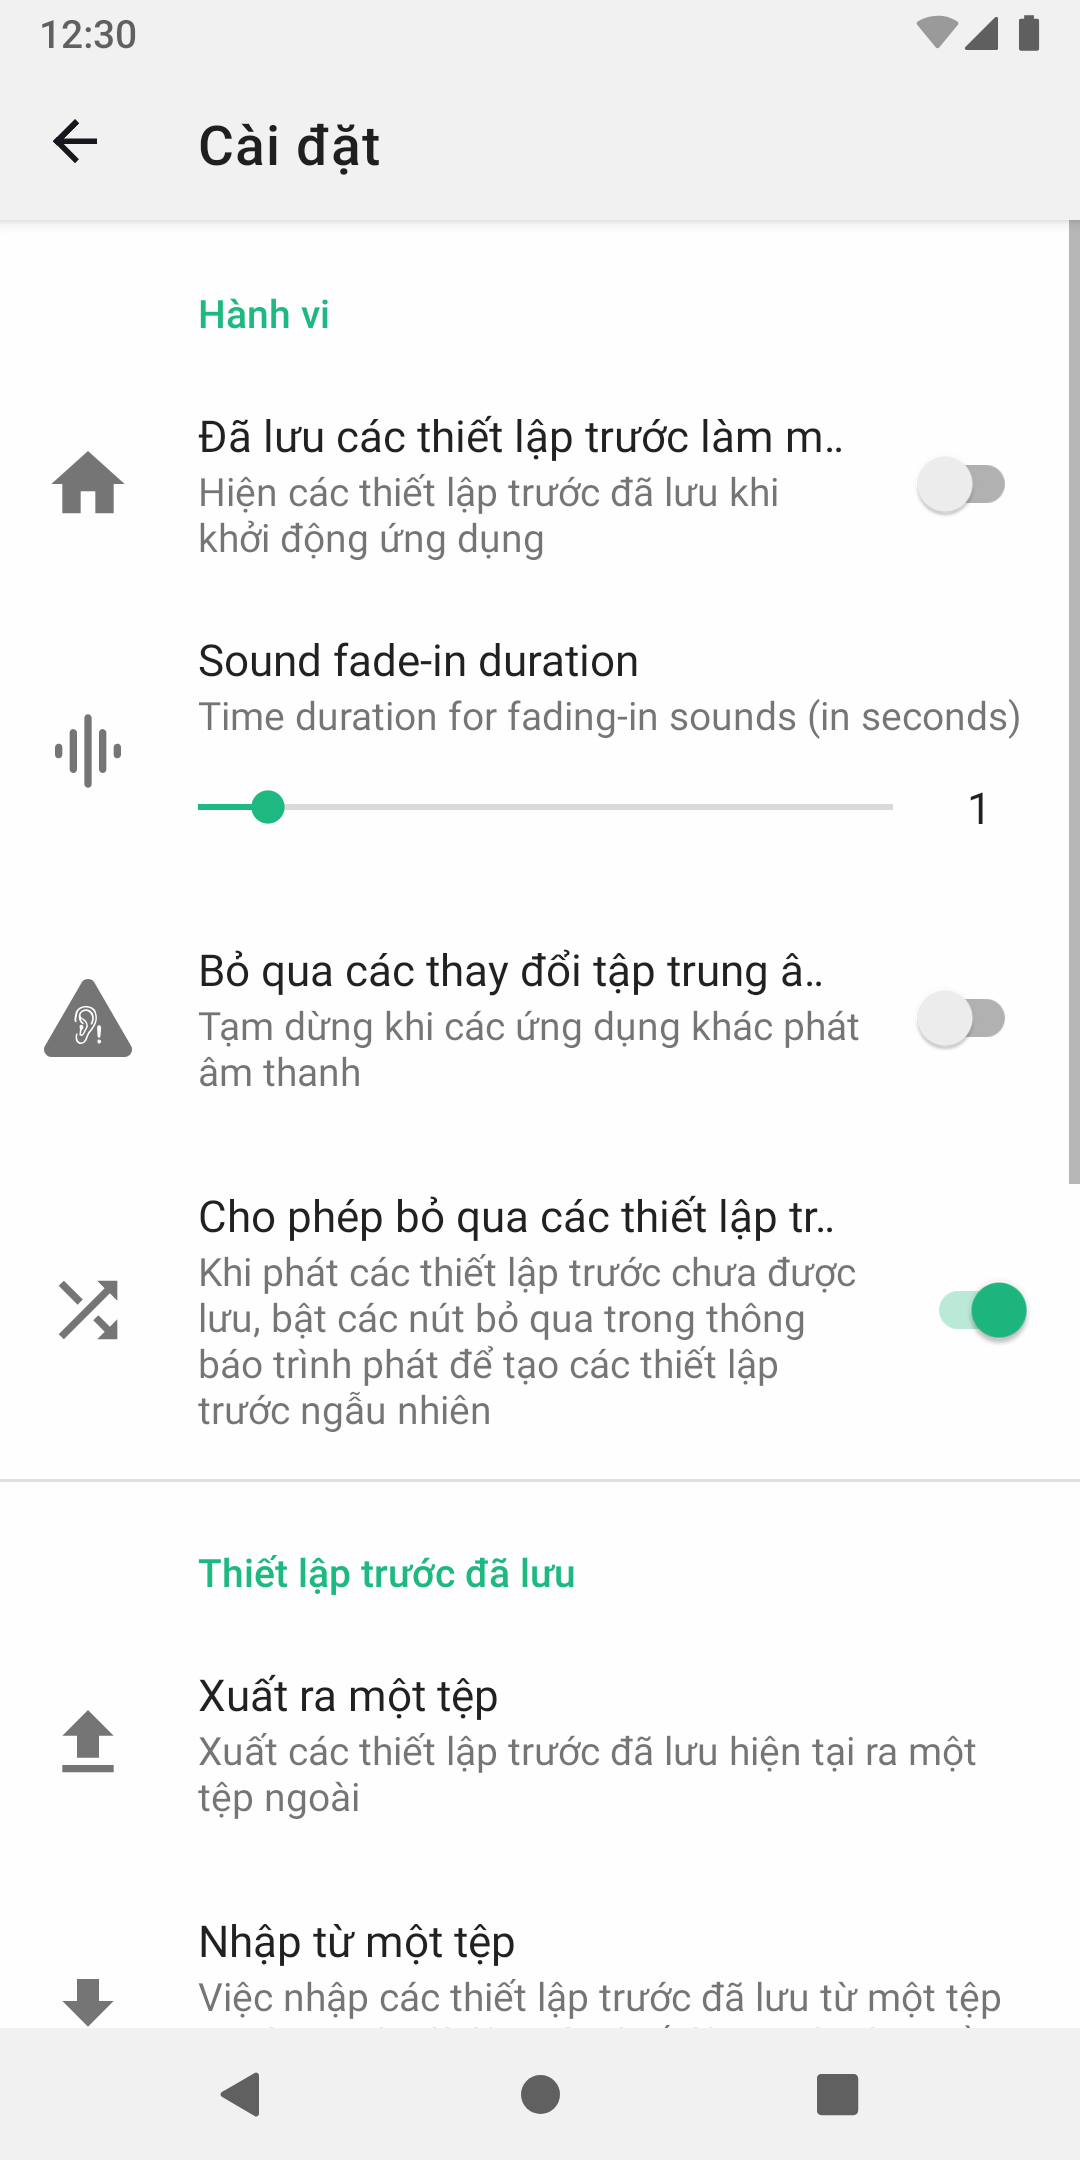 12:30
Cài đặt
Hành vi
Đã lưu các thiết lập trước làm m..
Hiện các thiết lập trước đã lưu khi
khởi động ứng dụng
Sound fade-in duration
Time duration for fading-in sounds (in seconds)
1
Bỏ qua các thay đổi tập trung â..
Tạm dừng khi các ứng dụng khác phát
âm thanh
Cho phép bỏ qua các thiết lập tr..
Khi phát các thiết lập trước chưa được
lưu, bật các nút bỏ qua trong thông
báo trình phát để tạo các thiết lập
trước ngẫu nhiên
Thiết lập trước đã lưu
Xuất ra một tệp
Xuất các thiết lập trước đã lưu hiện tại ra một
tệp ngoài
Nhập từ một tệp
Việc nhập các thiết lập trước đã lưu từ một tệp